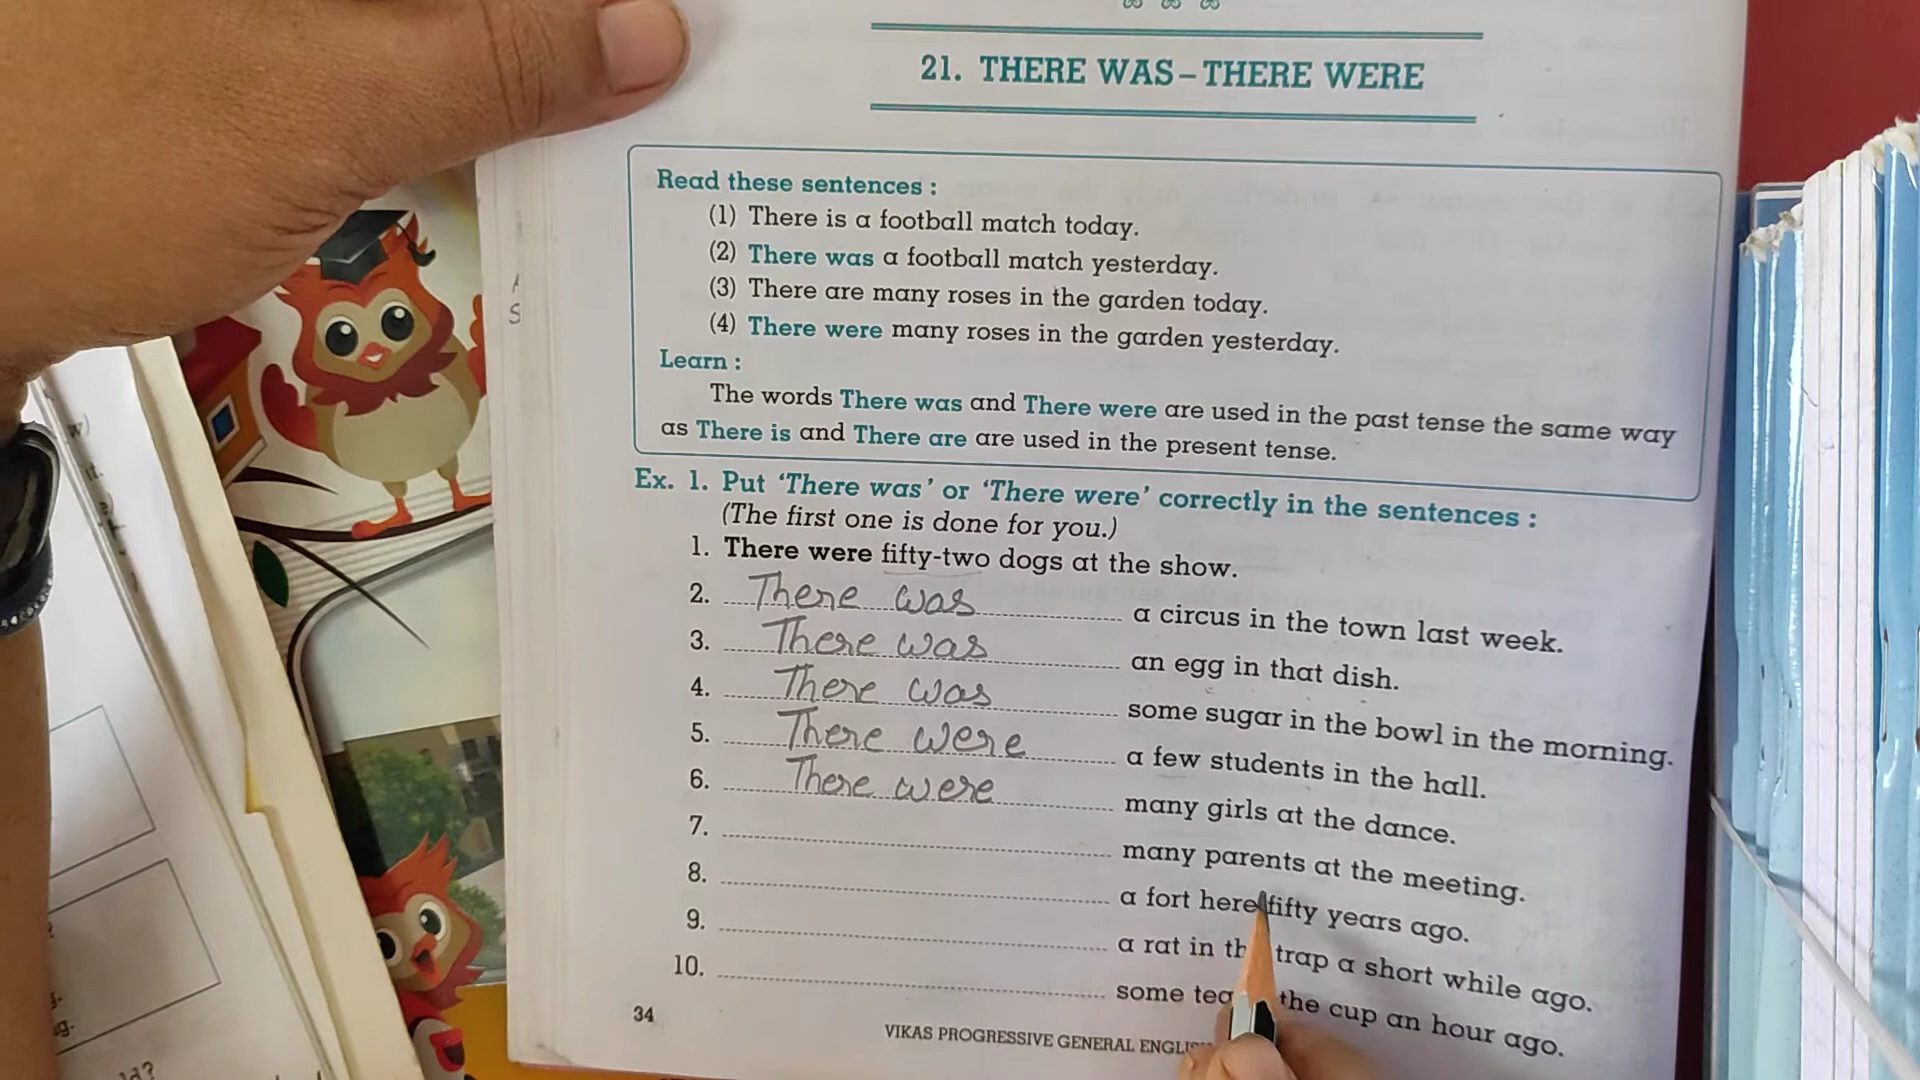 21. THERE WAS – THERE WERE
Read these sentences :
(1) There is a football match today.
(2) There was a football match yesterday.
(3) There are many roses in the garden today.
(4) There were many roses in the garden yesterday.
Learn :
The words There was and There were are used in the past tense the same way
as There is and There are are used in the present tense.
Ex. 1. Put ‘There was’ or ‘There were’ correctly in the sentences :
(The first one is done for you.)
1. There were fifty-two dogs at the show.
2. There was a circus in the town last week.
3. There was an egg in that dish.
4. There was some sugar in the bowl in the morning.
5. There were a few students in the hall.
6. There were many girls at the dance.
7. many parents at the meeting.
8. a fort here fifty years ago.
9. a rat in trap a short while ago.
10. some the cup an hour ago.
34
VIKAS PROGRESSIVE GENERAL